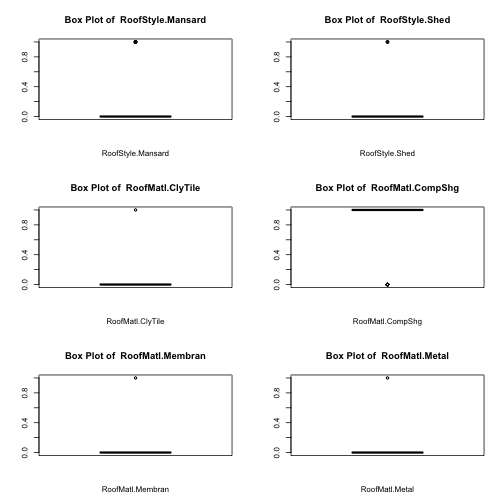 Box Plot of  RoofStyle.Mansard
0.8
0.4
0.0
RoofStyle.Mansard
Box Plot of  RoofStyle.Shed
0.8
0.4
0.0
RoofStyle.Shed
Box Plot of  RoofMatl.ClyTile
0.8
0.4
0.0
RoofMatl.ClyTile
Box Plot of  RoofMatl.CompShg
0.8
0.4
0.0
RoofMatl.CompShg
Box Plot of  RoofMatl.Membran
0.8
0.4
0.0
RoofMatl.Membran
Box Plot of  RoofMatl.Metal
0.8
0.4
0.0
RoofMatl.Metal